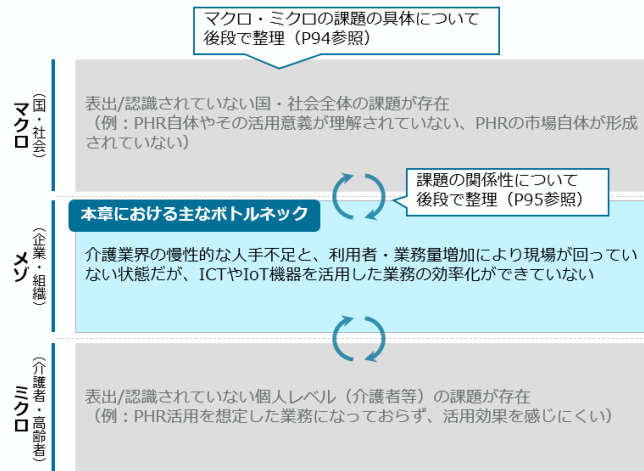 マクロ・ミクロの課題の具体について
後段で整理（P94参照）
マクロ
（国・社会）
表出/認識されていない国・社会全体の課題が存在
（例：PHR自体やその活用意義が理解されていない、PHRの市場自体が形成
されていない）
課題の関係性について
後段で整理（P95参照）
本章における主なボトルネック
メゾ
（企業・組織）
介護業界の慢性的な人手不足と、利用者・業務量増加により現場が回ってい
ない状態だが、ICTやIoT機器を活用した業務の効率化ができていない
ミクロ
（介護者・高齢者）
表出/認識されていない個人レベル（介護者等）の課題が存在
（例：PHR活用を想定した業務になっておらず、活用効果を感じにくい）